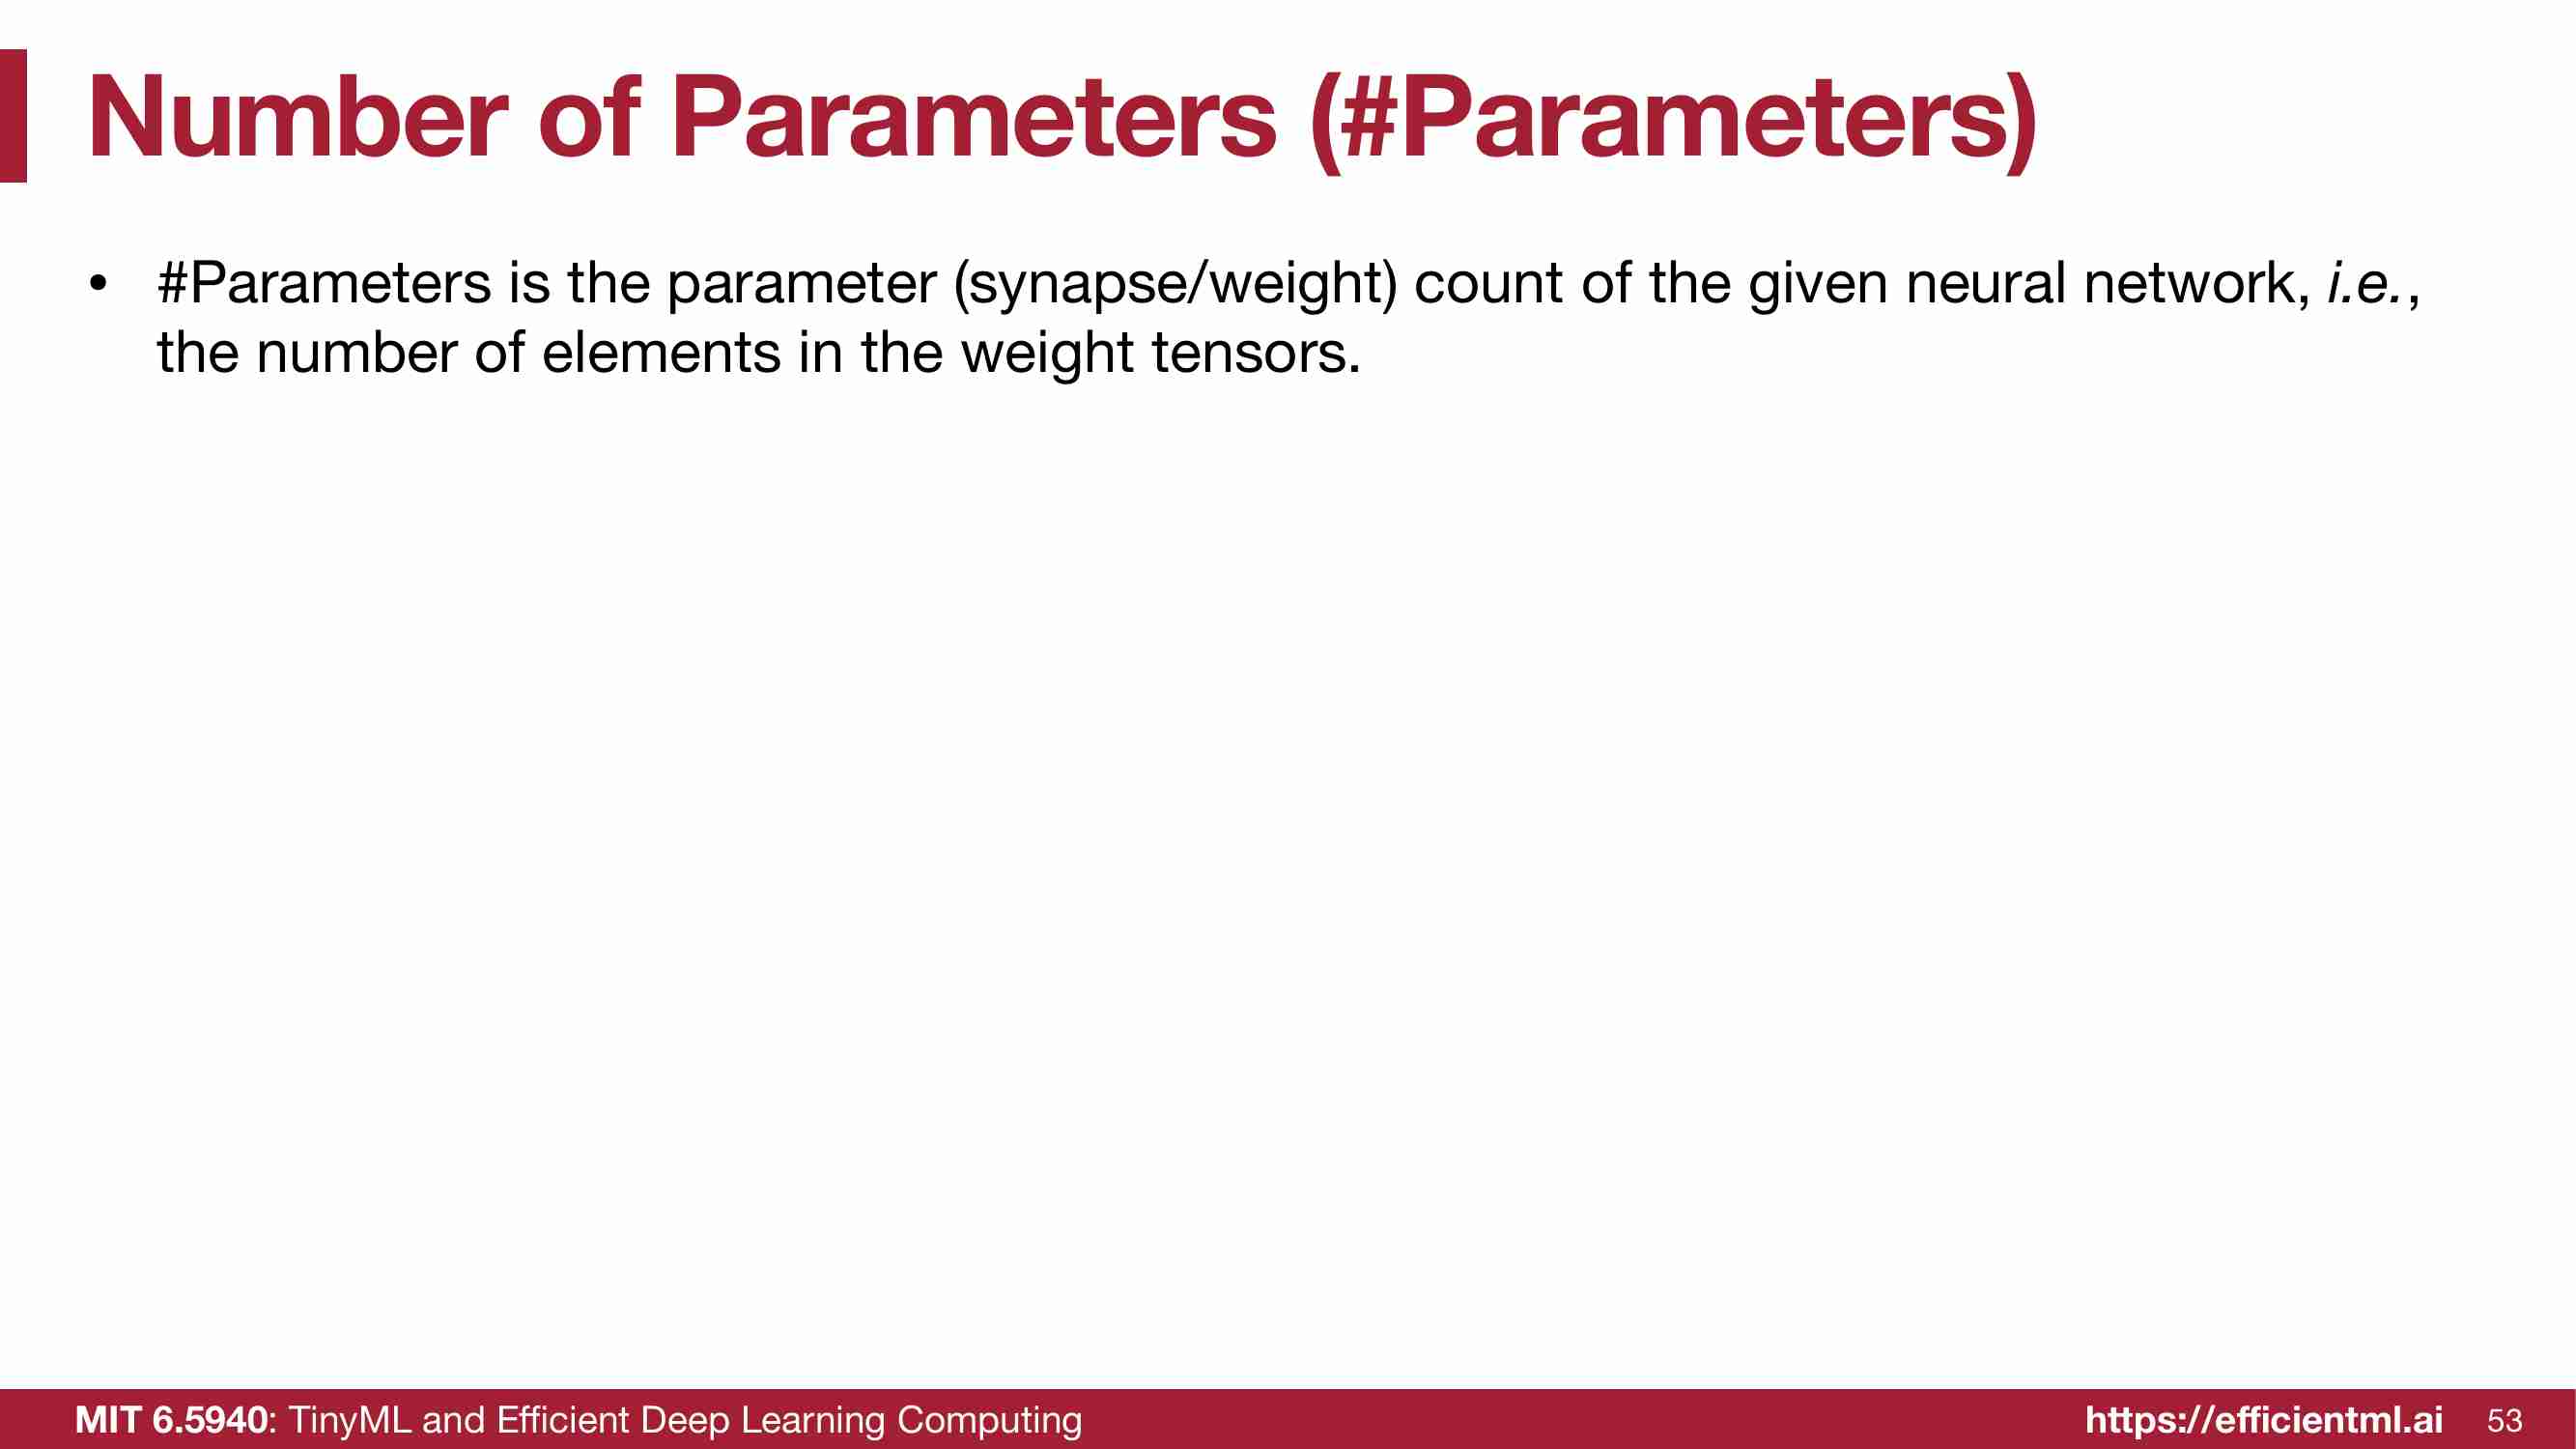 Number of Parameters (#Parameters)
• #Parameters is the parameter (synapse/weight) count of the given neural network, i.e.,
the number of elements in the weight tensors.
MIT 6.5940: TinyML and Efficient Deep Learning Computing
https://efficientml.ai 53